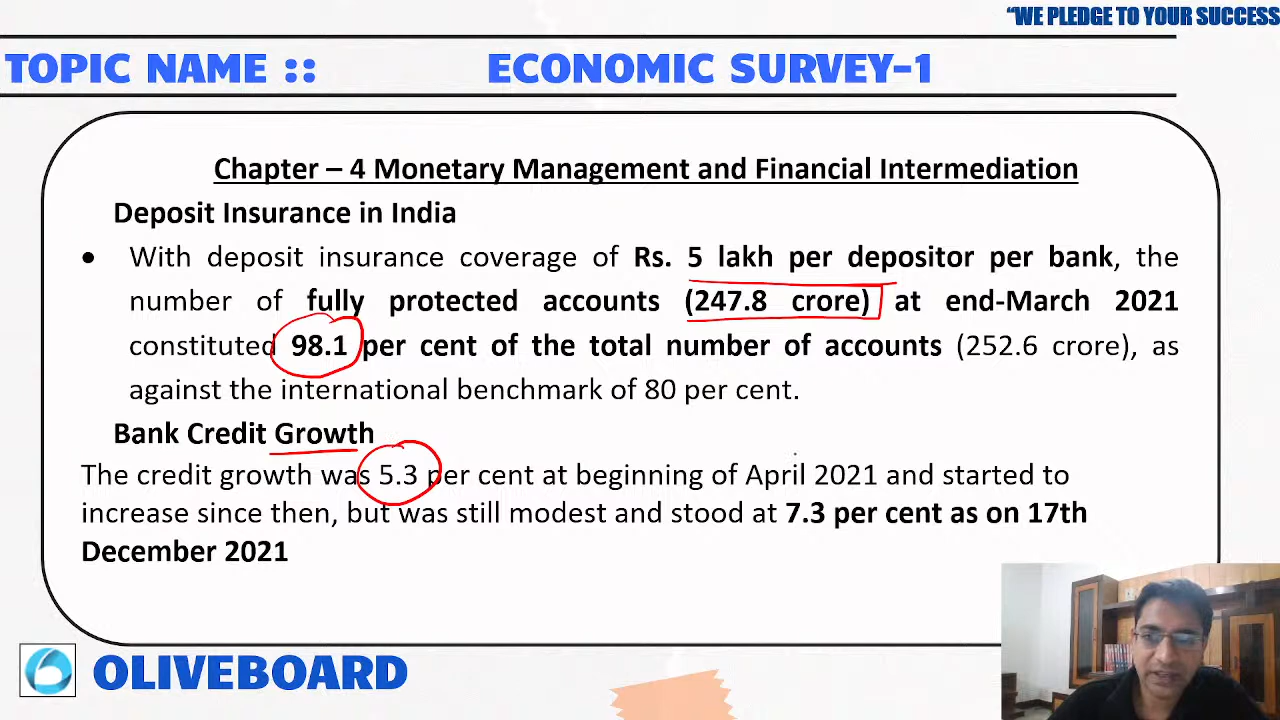 “WE PLEDGE TO YOUR SUCCESS
TOPIC NAME :: ECONOMIC SURVEY-1
Chapter – 4 Monetary Management and Financial Intermediation
Deposit Insurance in India
• With deposit insurance coverage of Rs. 5 lakh per depositor per bank, the
number of fully protected accounts (247.8 crore) at end-March 2021
constituted 98.1 per cent of the total number of accounts (252.6 crore), as
against the international benchmark of 80 per cent.
Bank Credit Growth
The credit growth was 5.3 per cent at beginning of April 2021 and started to
increase since then, but was still modest and stood at 7.3 per cent as on 17th
December 2021
OLIVEBOARD